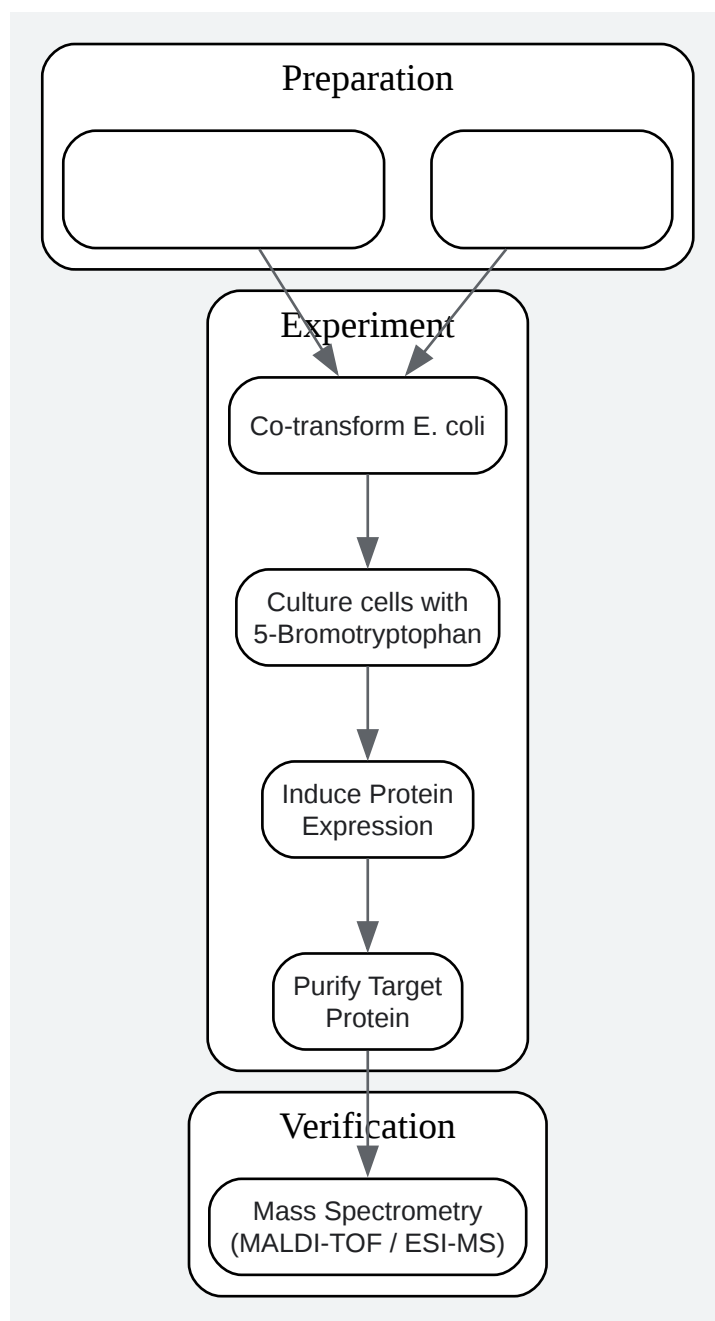 Preparation
Experiment
Co-transform E. coli
Culture cells with
5-Bromotryptophan
Induce Protein
Expression
Purify Target
Protein
Verification
Mass Spectrometry
(MALDI-TOF / ESI-MS)